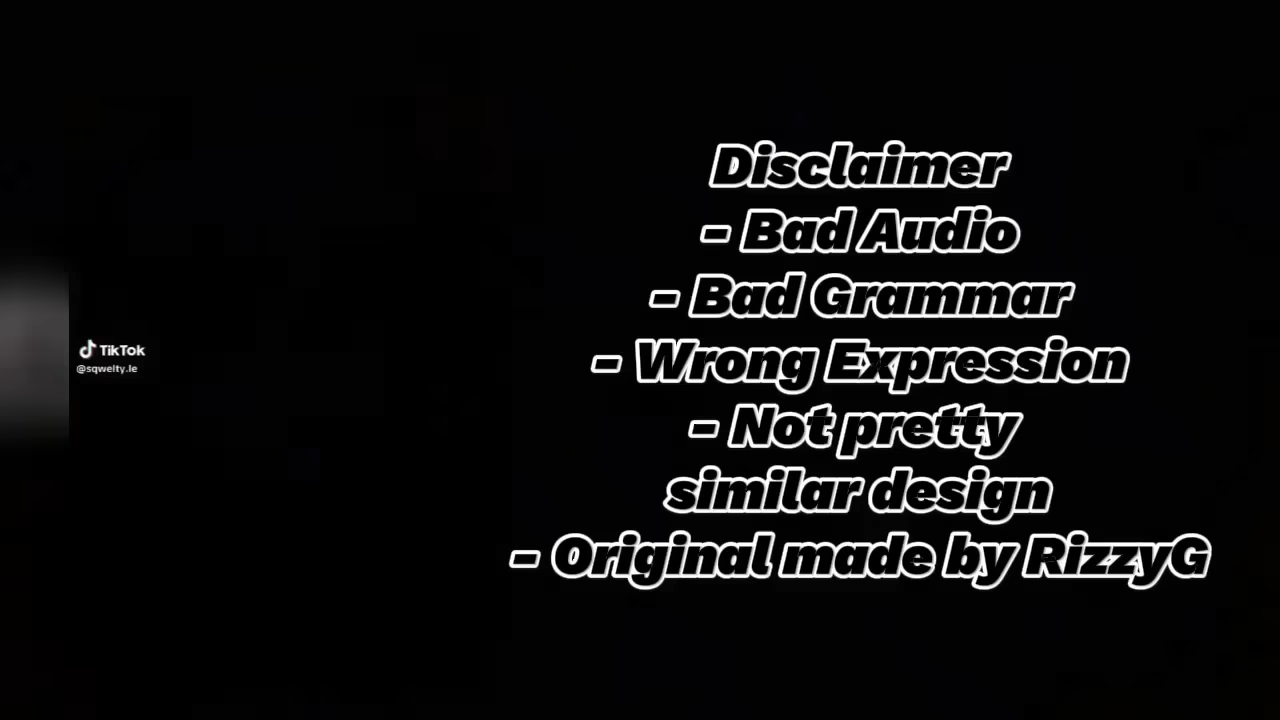 Disclaimer
- Bad Audio
- Bad Grammar
- Wrong Expression
- Not pretty
similar design
- Original made by RizzyG
TikTok
@sqwelty.le